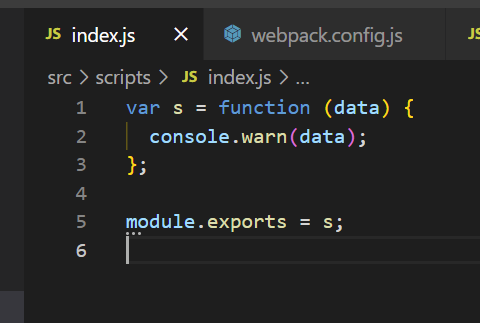 JS index.js × webpack.config.js JS
src > scripts > JS index.js > ...
1 var s = function (data) {
2   console.warn(data);
3 };
4
5 module.exports = s;
6